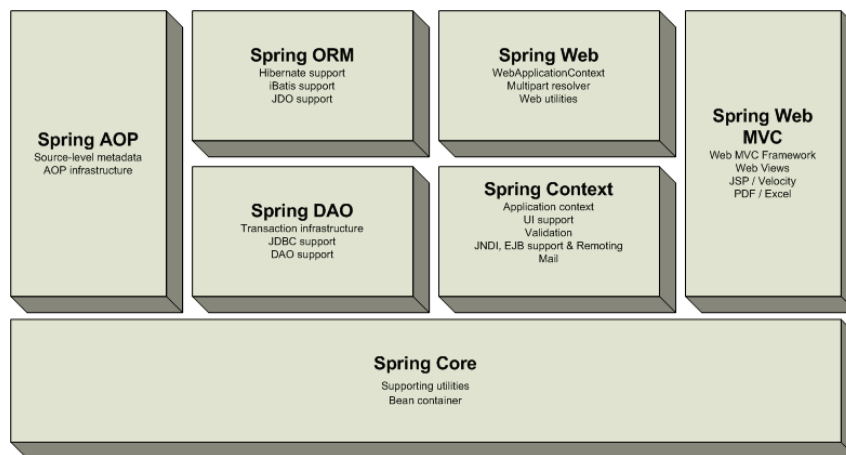 Spring AOP
Source-level metadata
AOP infrastructure
Spring ORM
Hibernate support
iBatis support
JDO support
Spring DAO
Transaction infrastructure
JDBC support
DAO support
Spring Web
WebApplicationContext
Multipart resolver
Web utilities
Spring Context
Application context
UI support
Validation
JNDI, EJB support & Remoting
Mail
Spring Web
MVC
Web MVC Framework
Web Views
JSP / Velocity
PDF / Excel
Spring Core
Supporting utilities
Bean container